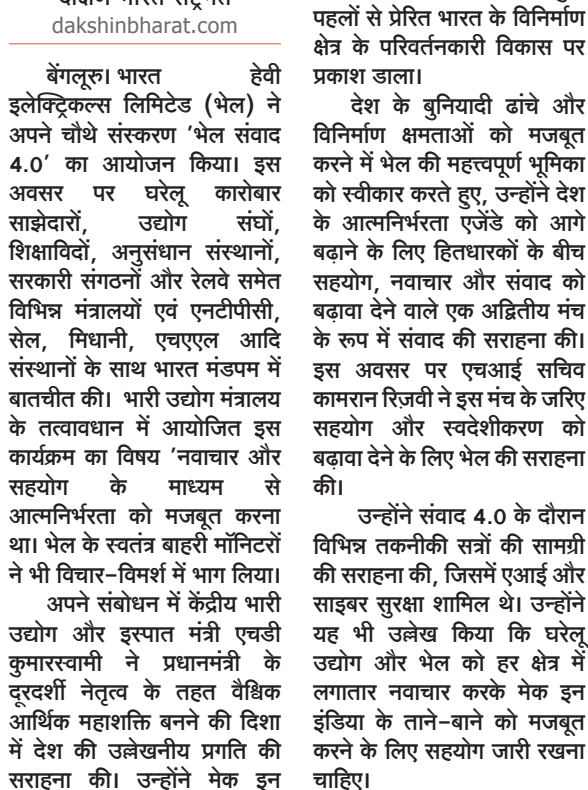 dakshinbharat.com
बेंगलूरु। भारत हेवी
इलेक्ट्रिकल्स लिमिटेड (भेल) ने
अपने चौथे संस्करण 'भेल संवाद
4.0' का आयोजन किया। इस
अवसर पर घरेलू कारोबार
साझेदारों, उद्योग संघों,
शिक्षाविदों, अनुसंधान संस्थानों,
सरकारी संगठनों और रेलवे समेत
विभिन्न मंत्रालयों एवं एनटीपीसी,
सेल, मिधानी, एचएएल आदि
संस्थानों के साथ भारत मंडपम में
बातचीत की। भारी उद्योग मंत्रालय
के तत्वावधान में आयोजित इस
कार्यक्रम का विषय 'नवाचार और
सहयोग के माध्यम से
आत्मनिर्भरता को मजबूत करना
था। भेल के स्वतंत्र बाहरी मॉनिटरों
ने भी विचार-विमर्श में भाग लिया।
अपने संबोधन में केंद्रीय भारी
उद्योग और इस्पात मंत्री एचडी
कुमारस्वामी ने प्रधानमंत्री के
दूरदर्शी नेतृत्व के तहत वैश्विक
आर्थिक महाशक्ति बनने की दिशा
में देश की उल्लेखनीय प्रगति की
सराहना की। उन्होंने मेक इन
पहलों से प्रेरित भारत के विनिर्माण
क्षेत्र के परिवर्तनकारी विकास पर
प्रकाश डाला।
देश के बुनियादी ढांचे और
विनिर्माण क्षमताओं को मजबूत
करने में भेल की महत्त्वपूर्ण भूमिका
को स्वीकार करते हुए, उन्होंने देश
के आत्मनिर्भरता एजेंडे को आगे
बढ़ाने के लिए हितधारकों के बीच
सहयोग, नवाचार और संवाद को
बढ़ावा देने वाले एक अद्वितीय मंच
के रूप में संवाद की सराहना की।
इस अवसर पर एचआई सचिव
कामरान रिज़वी ने इस मंच के जरिए
सहयोग और स्वदेशीकरण को
बढ़ावा देने के लिए भेल की सराहना
की।
उन्होंने संवाद 4.0 के दौरान
विभिन्न तकनीकी सत्रों की सामग्री
की सराहना की, जिसमें एआई और
साइबर सुरक्षा शामिल थे। उन्होंने
यह भी उल्लेख किया कि घरेलू
उद्योग और भेल को हर क्षेत्र में
लगातार नवाचार करके मेक इन
इंडिया के ताने-बाने को मजबूत
करने के लिए सहयोग जारी रखना
चाहिए।